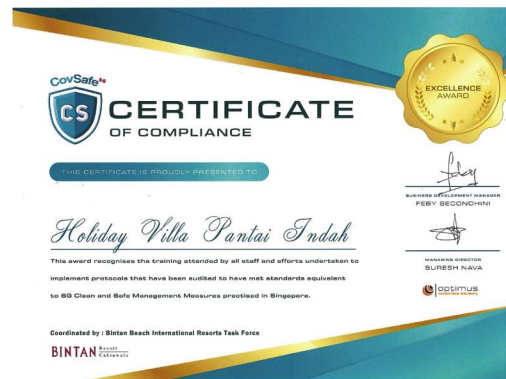 CovSafe
CS
CERTIFICATE
OF COMPLIANCE
EXCELLENCE
AWARD
THIS CERTIFICATE IS PROUDLY PRESENTED TO
BUSINESS DEVELOPMENT MANAGER
FEBY SECONDHINI
Holiday Villa Pantai Indah
This award recognises the training attended by all staff and efforts undertaken to
implement protocols that have been audited to have met standards equivalent
to SG Clean and Safe Management Measures practised in Singapore.
MANAGING DIRECTOR
SURESH NAVA
optimus
Coordinated by : Bintan Beach International Resorts Task Force
BINTAN Resort
Cakrawala